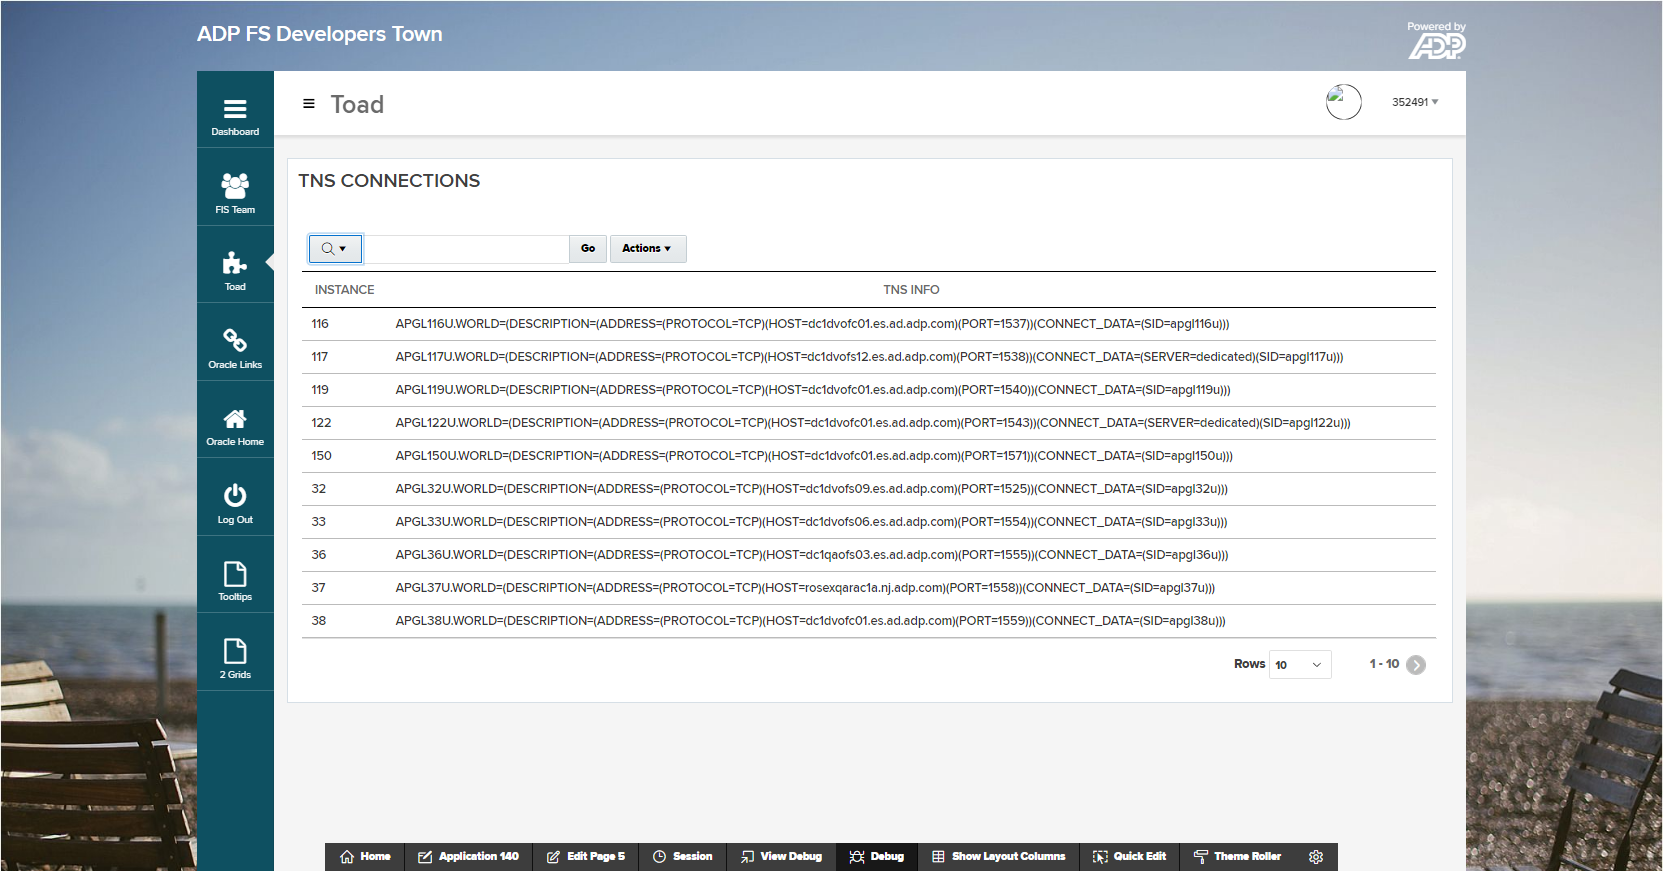 ADP FS Developers Town
Powered by
ADP
Dashboard
FIS Team
Toad
Oracle Links
Oracle Home
Log Out
Tooltips
2 Grids
Toad
352491
TNS CONNECTIONS
Go
Actions
INSTANCE TNS INFO
116 APGL116U.WORLD=(DESCRIPTION=(ADDRESS=(PROTOCOL=TCP)(HOST=dc1dvofc01.es.ad.adp.com)(PORT=1537))(CONNECT_DATA=(SID=apgl116u)))
117 APGL117U.WORLD=(DESCRIPTION=(ADDRESS=(PROTOCOL=TCP)(HOST=dc1dvofs12.es.ad.adp.com)(PORT=1538))(CONNECT_DATA=(SERVER=dedicated)(SID=apgl117u)))
119 APGL119U.WORLD=(DESCRIPTION=(ADDRESS=(PROTOCOL=TCP)(HOST=dc1dvofc01.es.ad.adp.com)(PORT=1540))(CONNECT_DATA=(SID=apgl119u)))
122 APGL122U.WORLD=(DESCRIPTION=(ADDRESS=(PROTOCOL=TCP)(HOST=dc1dvofc01.es.ad.adp.com)(PORT=1543))(CONNECT_DATA=(SERVER=dedicated)(SID=apgl122u)))
150 APGL150U.WORLD=(DESCRIPTION=(ADDRESS=(PROTOCOL=TCP)(HOST=dc1dvofc01.es.ad.adp.com)(PORT=1571))(CONNECT_DATA=(SID=apgl150u)))
32 APGL32U.WORLD=(DESCRIPTION=(ADDRESS=(PROTOCOL=TCP)(HOST=dc1dvofs09.es.ad.adp.com)(PORT=1525))(CONNECT_DATA=(SID=apgl32u)))
33 APGL33U.WORLD=(DESCRIPTION=(ADDRESS=(PROTOCOL=TCP)(HOST=dc1dvofs06.es.ad.adp.com)(PORT=1554))(CONNECT_DATA=(SID=apgl33u)))
36 APGL36U.WORLD=(DESCRIPTION=(ADDRESS=(PROTOCOL=TCP)(HOST=dc1qaofs03.es.ad.adp.com)(PORT=1555))(CONNECT_DATA=(SID=apgl36u)))
37 APGL37U.WORLD=(DESCRIPTION=(ADDRESS=(PROTOCOL=TCP)(HOST=rosexqarac1a.nj.adp.com)(PORT=1558))(CONNECT_DATA=(SID=apgl37u)))
38 APGL38U.WORLD=(DESCRIPTION=(ADDRESS=(PROTOCOL=TCP)(HOST=dc1dvofc01.es.ad.adp.com)(PORT=1559))(CONNECT_DATA=(SID=apgl38u)))
Rows 10 1 - 10
Home Application 140 Edit Page 5 Session View Debug Debug Show Layout Columns Quick Edit Theme Roller